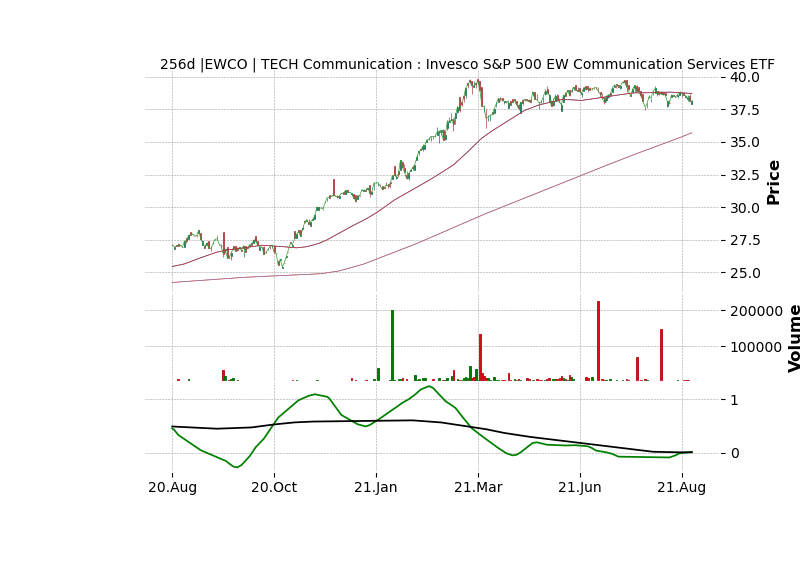 256d |EWCO | TECH Communication : Invesco S&P 500 EW Communication Services ETF
40.0
37.5
35.0
32.5
30.0
27.5
25.0
Price
200000
100000
Volume
1
0
20.Aug 20.Oct 21.Jan 21.Mar 21.Jun 21.Aug